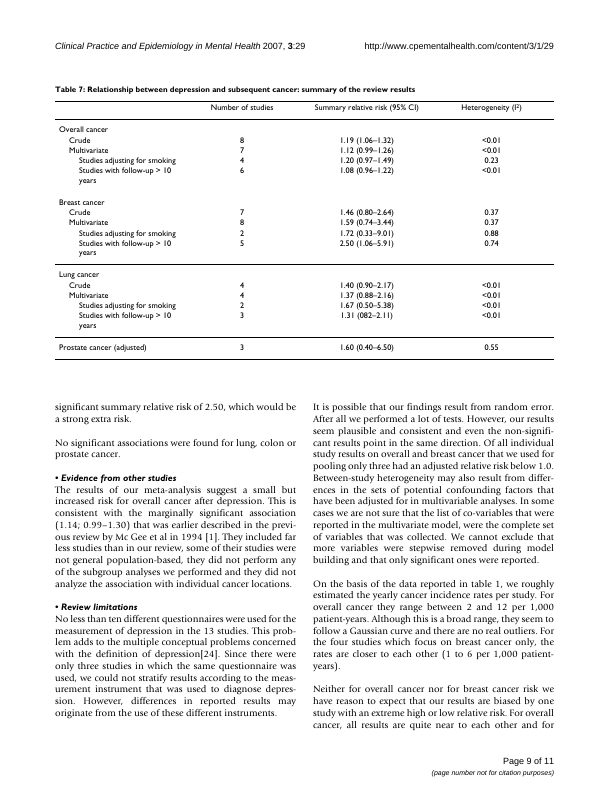 Clinical Practice and Epidemiology in Mental Health 2007, 3:29 http://www.cpementalhealth.com/content/3/1/29
Table 7: Relationship between depression and subsequent cancer: summary of the review results
Number of studies Summary relative risk (95% CI) Heterogeneity (I²)
Overall cancer
Crude 8 1.19 (1.06–1.32) <0.01
Multivariate 7 1.12 (0.99–1.26) <0.01
Studies adjusting for smoking 4 1.20 (0.97–1.49) 0.23
Studies with follow-up > 10 6 1.08 (0.96–1.22) <0.01
years
Breast cancer
Crude 7 1.46 (0.80–2.64) 0.37
Multivariate 8 1.59 (0.74–3.44) 0.37
Studies adjusting for smoking 2 1.72 (0.33–9.01) 0.88
Studies with follow-up > 10 5 2.50 (1.06–5.91) 0.74
years
Lung cancer
Crude 4 1.40 (0.90–2.17) <0.01
Multivariate 4 1.37 (0.88–2.16) <0.01
Studies adjusting for smoking 2 1.67 (0.50–5.38) <0.01
Studies with follow-up > 10 3 1.31 (082–2.11) <0.01
years
Prostate cancer (adjusted) 3 1.60 (0.40–6.50) 0.55
significant summary relative risk of 2.50, which would be
a strong extra risk.
No significant associations were found for lung, colon or
prostate cancer.
• Evidence from other studies
The results of our meta-analysis suggest a small but
increased risk for overall cancer after depression. This is
consistent with the marginally significant association
(1.14; 0.99–1.30) that was earlier described in the previ-
ous review by Mc Gee et al in 1994 [1]. They included far
less studies than in our review, some of their studies were
not general population-based, they did not perform any
of the subgroup analyses we performed and they did not
analyze the association with individual cancer locations.
• Review limitations
No less than ten different questionnaires were used for the
measurement of depression in the 13 studies. This prob-
lem adds to the multiple conceptual problems concerned
with the definition of depression[24]. Since there were
only three studies in which the same questionnaire was
used, we could not stratify results according to the meas-
urement instrument that was used to diagnose depres-
sion. However, differences in reported results may
originate from the use of these different instruments.
It is possible that our findings result from random error.
After all we performed a lot of tests. However, our results
seem plausible and consistent and even the non-signifi-
cant results point in the same direction. Of all individual
study results on overall and breast cancer that we used for
pooling only three had an adjusted relative risk below 1.0.
Between-study heterogeneity may also result from differ-
ences in the sets of potential confounding factors that
have been adjusted for in multivariable analyses. In some
cases we are not sure that the list of co-variables that were
reported in the multivariate model, were the complete set
of variables that was collected. We cannot exclude that
more variables were stepwise removed during model
building and that only significant ones were reported.
On the basis of the data reported in table 1, we roughly
estimated the yearly cancer incidence rates per study. For
overall cancer they range between 2 and 12 per 1,000
patient-years. Although this is a broad range, they seem to
follow a Gaussian curve and there are no real outliers. For
the four studies which focus on breast cancer only, the
rates are closer to each other (1 to 6 per 1,000 patient-
years).
Neither for overall cancer nor for breast cancer risk we
have reason to expect that our results are biased by one
study with an extreme high or low relative risk. For overall
cancer, all results are quite near to each other and for
Page 9 of 11
(page number not for citation purposes)